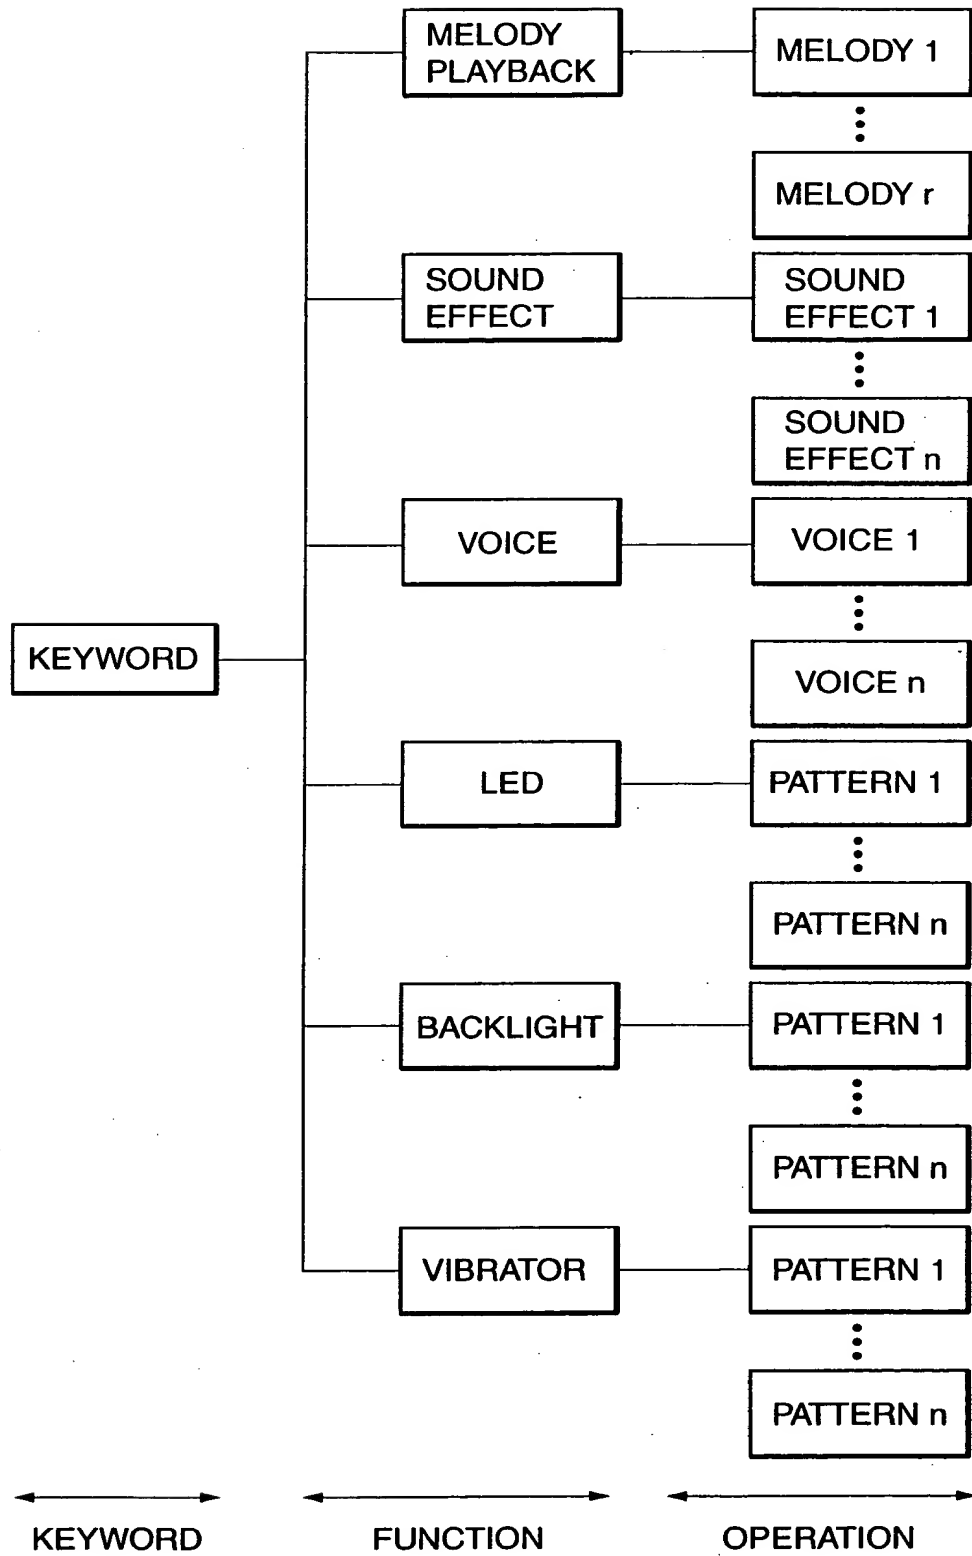 MELODY
PLAYBACK
MELODY 1
MELODY r
SOUND
EFFECT
SOUND
EFFECT 1
SOUND
EFFECT n
VOICE
VOICE 1
VOICE n
KEYWORD
LED
PATTERN 1
PATTERN n
BACKLIGHT
PATTERN 1
PATTERN n
VIBRATOR
PATTERN 1
PATTERN n
KEYWORD
FUNCTION
OPERATION